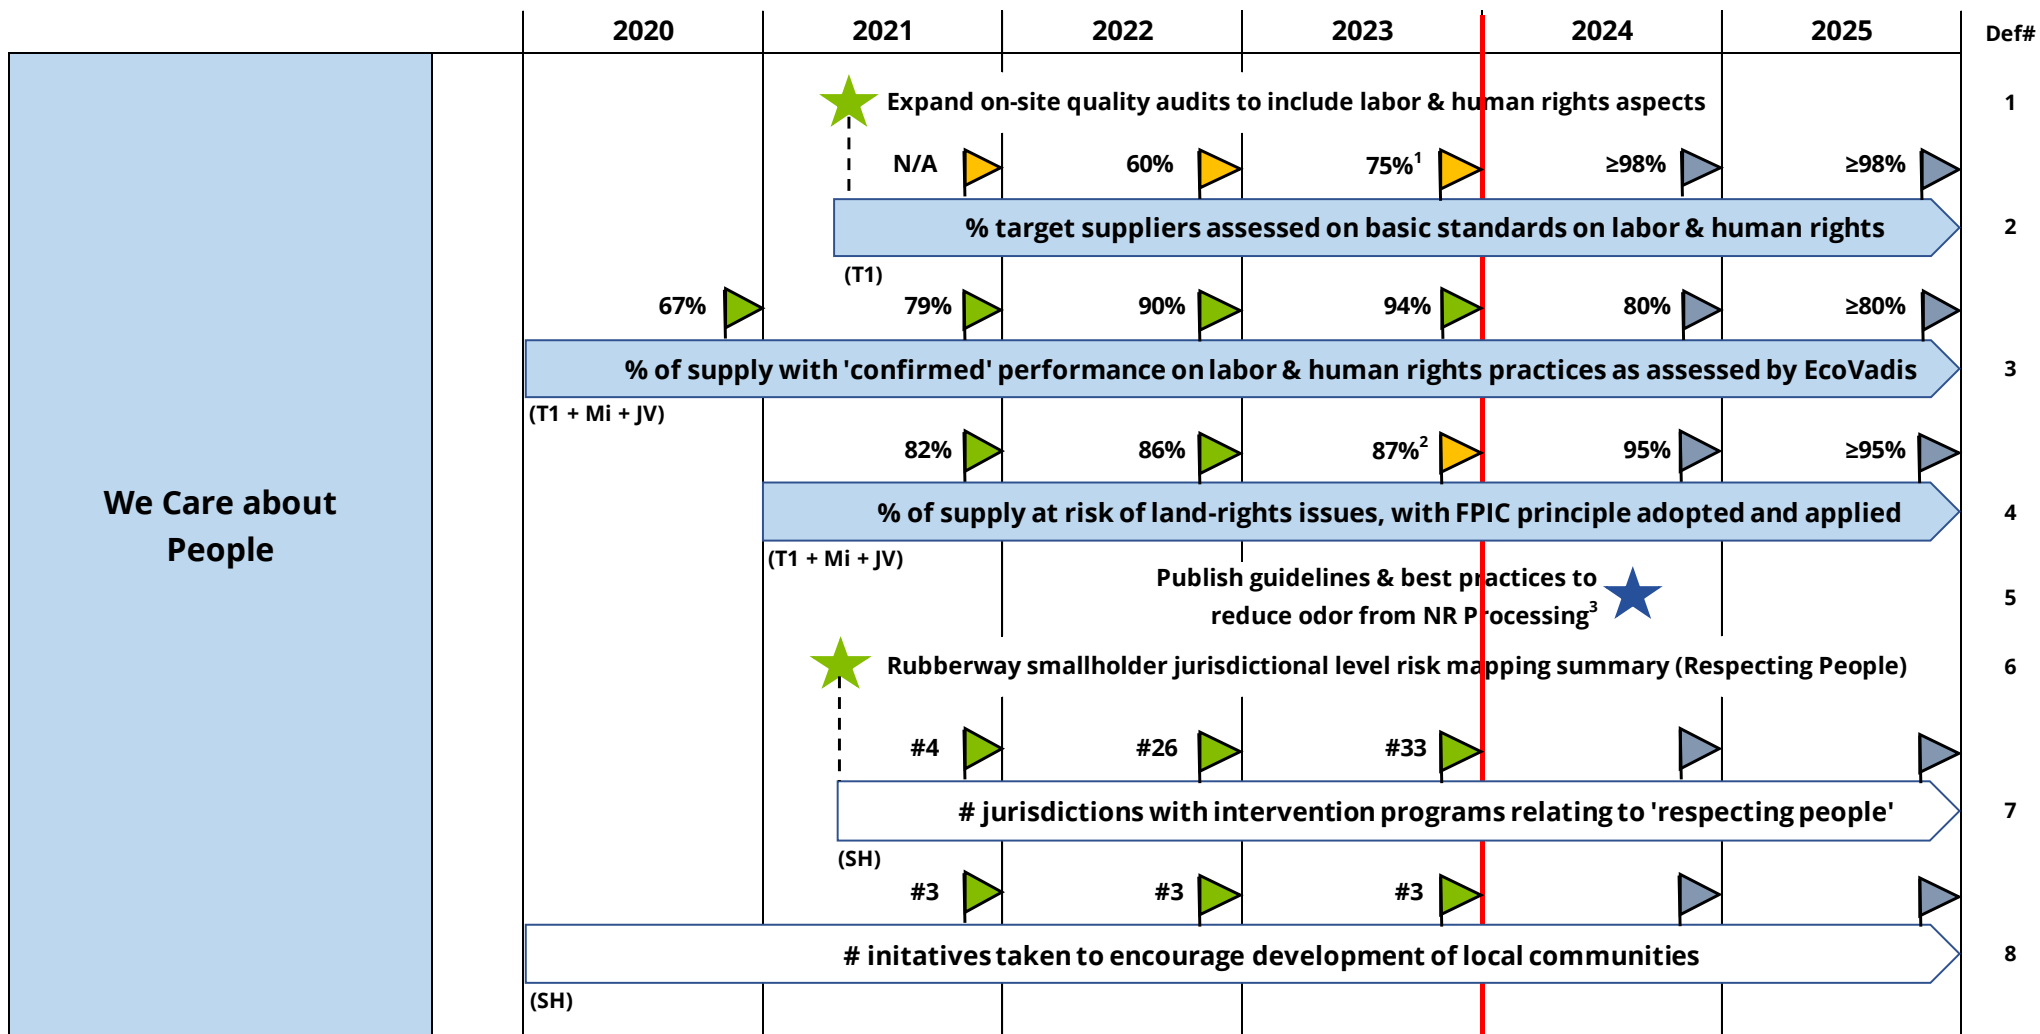 2020 2021 2022 2023 2024 2025 Def#
Expand on-site quality audits to include labor & human rights aspects 1
N/A 60% 75%1 ≥98% ≥98%
% target suppliers assessed on basic standards on labor & human rights 2
(T1)
67% 79% 90% 94% 80% ≥80%
% of supply with 'confirmed' performance on labor & human rights practices as assessed by EcoVadis 3
(T1 + Mi + JV)
82% 86% 87%2 95% ≥95%
We Care about
People
% of supply at risk of land-rights issues, with FPIC principle adopted and applied 4
(T1 + Mi + JV)
Publish guidelines & best practices to
reduce odor from NR Processing3
5
Rubberway smallholder jurisdictional level risk mapping summary (Respecting People) 6
#4 #26 #33
# jurisdictions with intervention programs relating to 'respecting people' 7
(SH)
#3 #3 #3
# initatives taken to encourage development of local communities 8
(SH)